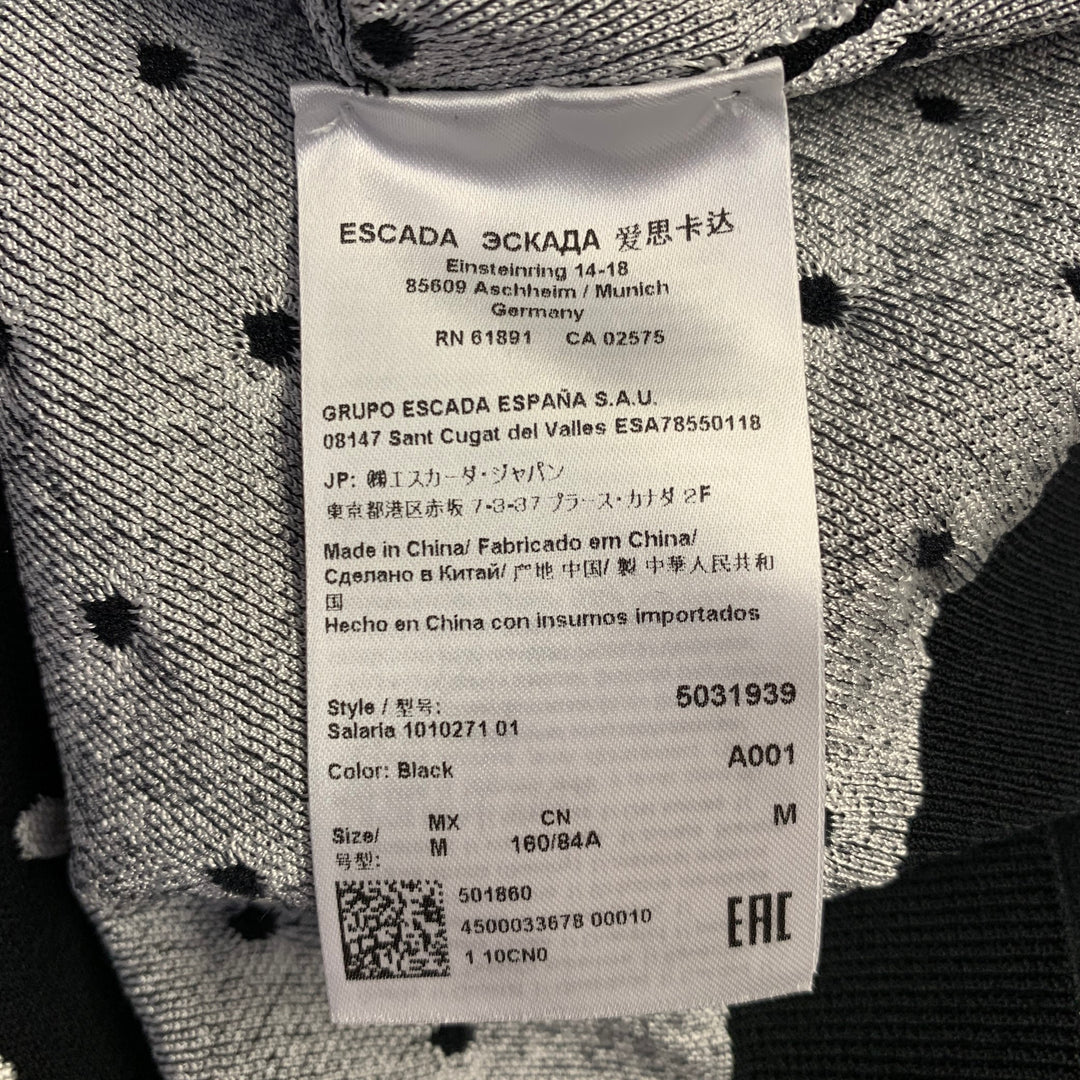 ESCADA ЭСКАДА 爱思卡达
Einsteinring 14-18
85609 Aschheim / Munich
Germany
RN 61891 CA 02575
GRUPO ESCADA ESPAÑA S.A.U.
08147 Sant Cugat del Valles ESA78550118
JP: ㈱エスカーダ・ジャパン
東京都港区赤坂 7-3-37 プラース・カナダ 2F
Made in China/ Fabricado em China/
Сделано в Китай/ 产地 中国/ 製 中華人民共和
国
Hecho en China con insumos importados
Style / 型号: 5031939
Salaria 1010271 01
Color: Black A001
Size/ MX CN M
号型: M 160/84A
501860
4500033678 00010
1 10CN0
EAC